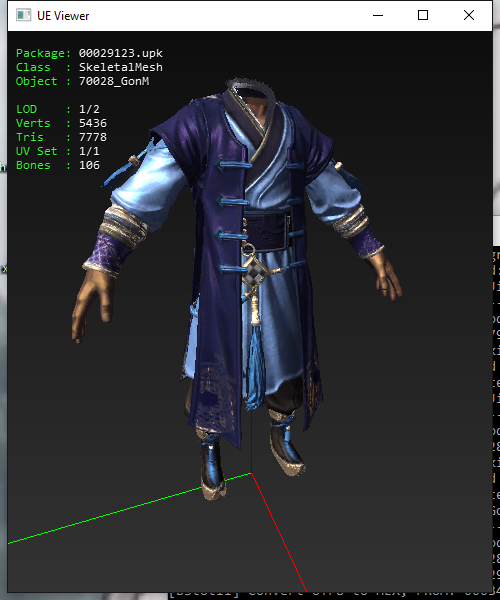 UE Viewer
Package: 00029123.upk
Class : SkeletalMesh
Object : 70028_GonM
LOD : 1/2
Verts : 5436
Tris : 7778
UV Set : 1/1
Bones : 106